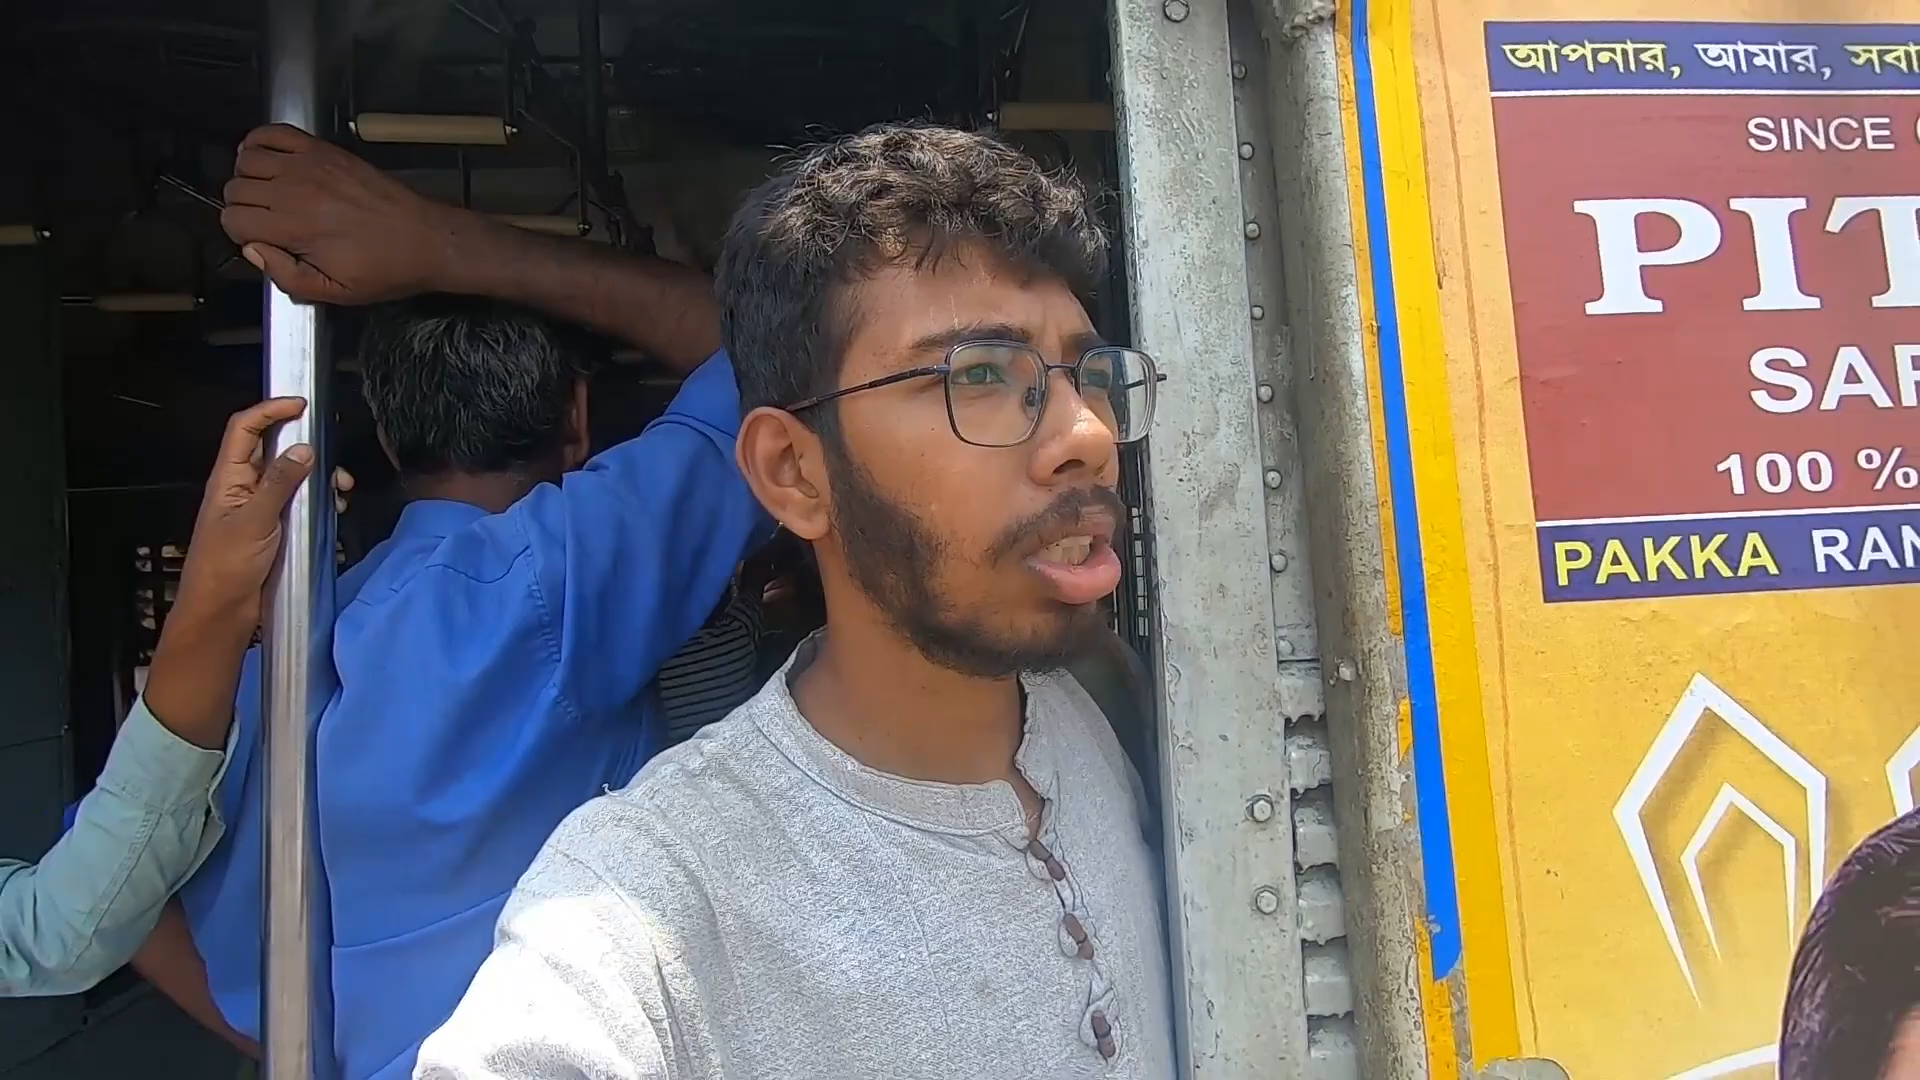 আপনার, আমার, সবা
SINCE
PIT
SAR
100 %
PAKKA RAN